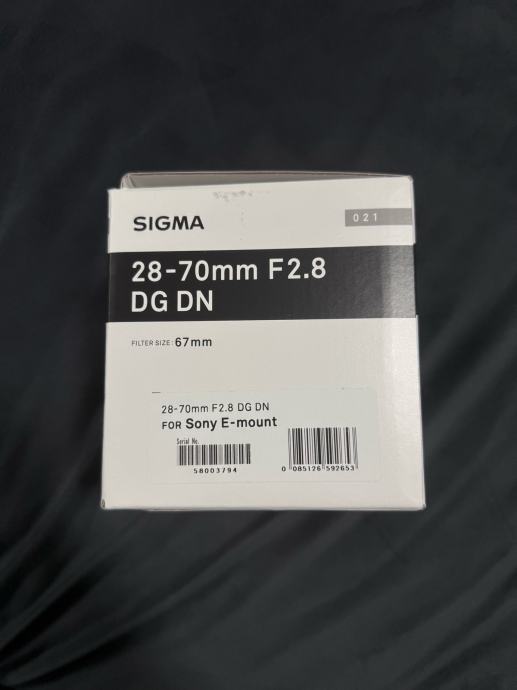 SIGMA
021
28-70mm F2.8
DG DN
FILTER SIZE: 67mm
28-70mm F2.8 DG DN
FOR Sony E-mount
Serial No.
58003794
0 085126 592653